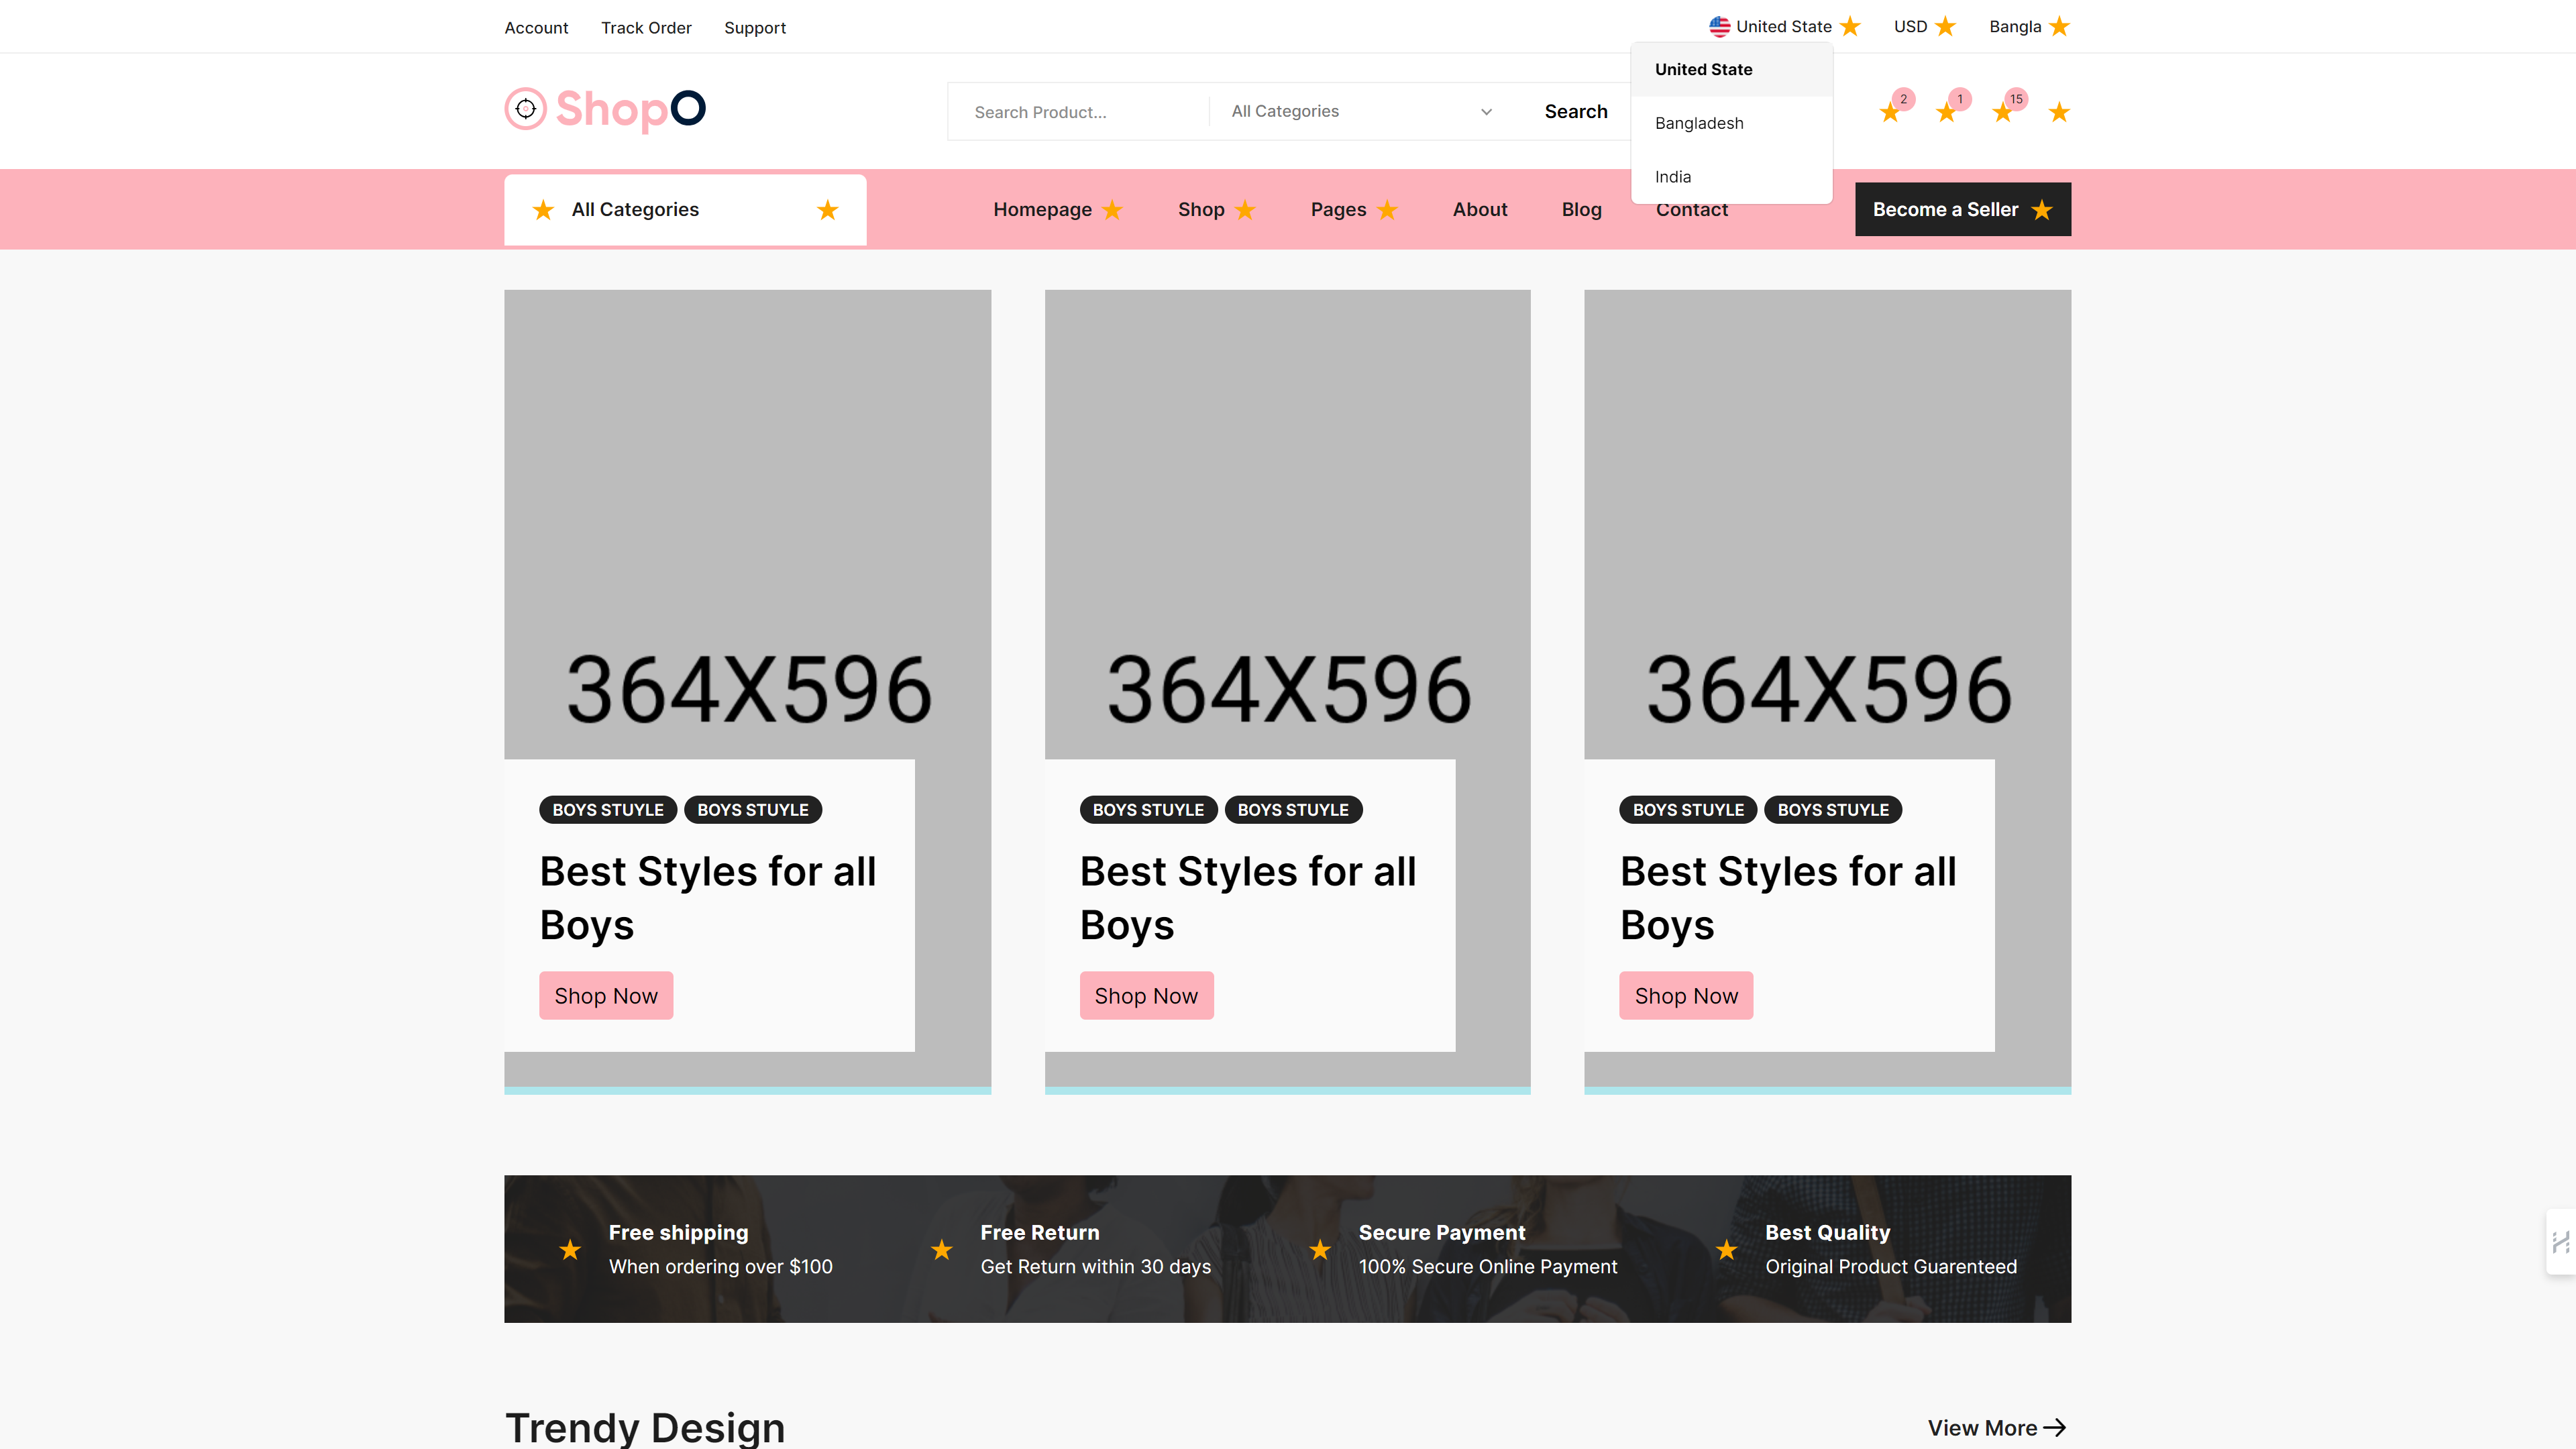 Account Track Order Support United State USD Bangla
United State
Bangladesh
India
ShopO
Search Product... All Categories Search
2 1 15
All Categories Homepage Shop Pages About Blog Contact Become a Seller
364X596
BOYS STUYLE BOYS STUYLE
Best Styles for all
Boys
Shop Now
364X596
BOYS STUYLE BOYS STUYLE
Best Styles for all
Boys
Shop Now
364X596
BOYS STUYLE BOYS STUYLE
Best Styles for all
Boys
Shop Now
Free shipping
When ordering over $100
Free Return
Get Return within 30 days
Secure Payment
100% Secure Online Payment
Best Quality
Original Product Guarenteed
Trendy Design
View More